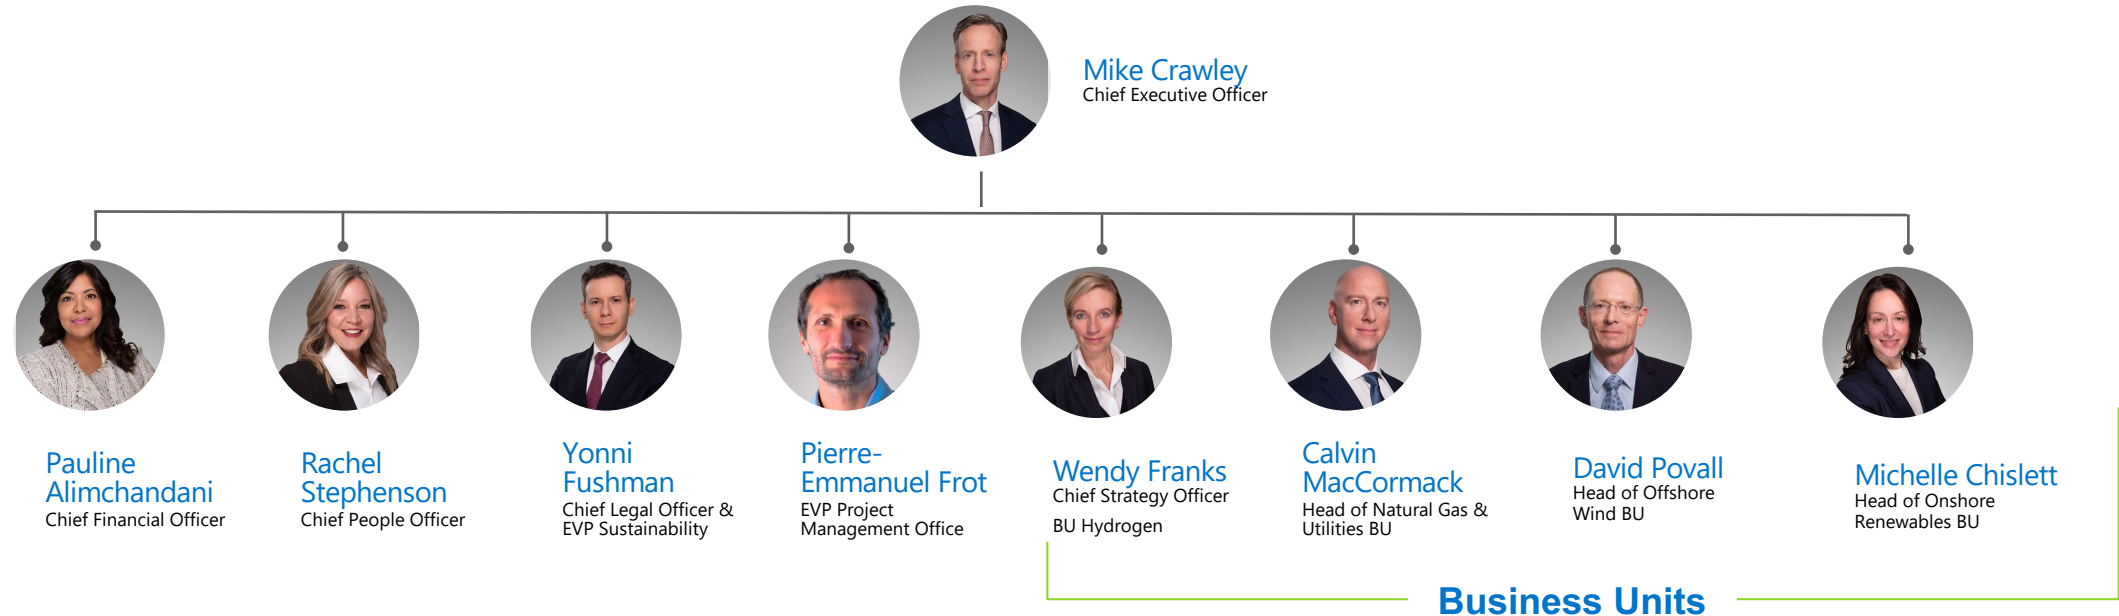 Mike Crawley
Chief Executive Officer
Pauline
Alimchandani
Chief Financial Officer
Rachel
Stephenson
Chief People Officer
Yonni
Fushman
Chief Legal Officer &
EVP Sustainability
Pierre-
Emmanuel Frot
EVP Project
Management Office
Wendy Franks
Chief Strategy Officer
BU Hydrogen
Calvin
MacCormack
Head of Natural Gas &
Utilities BU
David Povall
Head of Offshore
Wind BU
Michelle Chislett
Head of Onshore
Renewables BU
Business Units